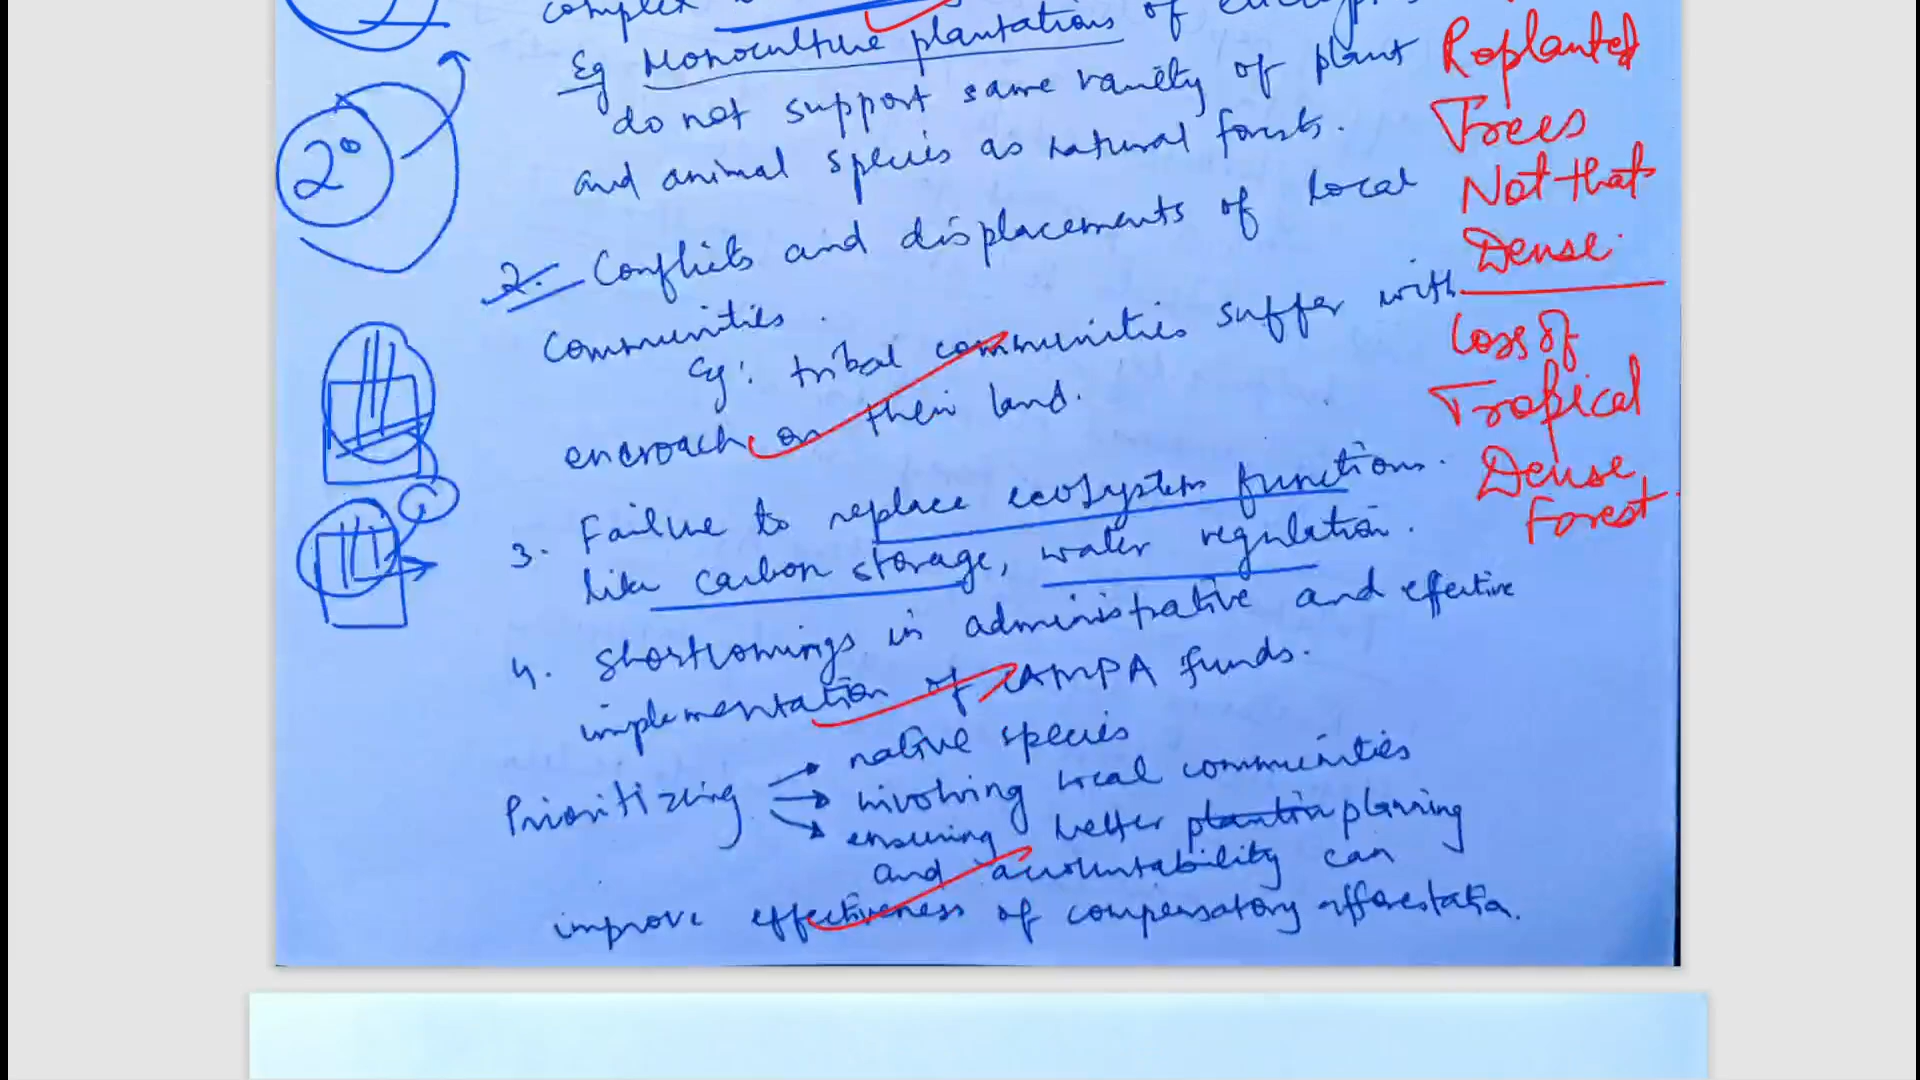 complex
Eg Monoculture plantations of
do not support same variety of plant
and animal species as natural forests.
2. Conflicts and displacements of local
communities.
Eg: tribal communities suffer with
encroach on their land.
3. Failure to replace ecosystem functions.
like carbon storage, water regulation.
4. Shortcomings in administrative and effective
implementation of CAMPA funds.
Prioritizing → native species
→ involving local communities
→ ensuring better plantin planning
and accountability can
improve effectiveness of compensatory afforestation.
Replanted
Trees
Not that
Dense.
Loss of
Tropical
Dense
Forest.
2°